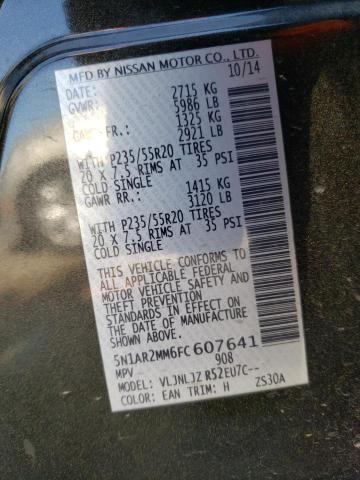 MFD BY NISSAN MOTOR CO., LTD.
DATE: 10/14
GVWR: 2715 KG
5986 LB
GAWR FR.: 1325 KG
2921 LB
WITH P235/55R20 TIRES
20 X 7.5 RIMS AT 35 PSI
COLD SINGLE
GAWR RR.: 1415 KG
3120 LB
WITH P235/55R20 TIRES
20 X 7.5 RIMS AT 35 PSI
COLD SINGLE
THIS VEHICLE CONFORMS TO
ALL APPLICABLE FEDERAL
MOTOR VEHICLE SAFETY AND
THEFT PREVENTION
STANDARDS IN EFFECT ON
THE DATE OF MANUFACTURE
SHOWN ABOVE.
5N1AR2MM6FC607641
MPV 908
MODEL: VLJNLJZ R52EU7C--
COLOR: EAN TRIM: H ZS30A